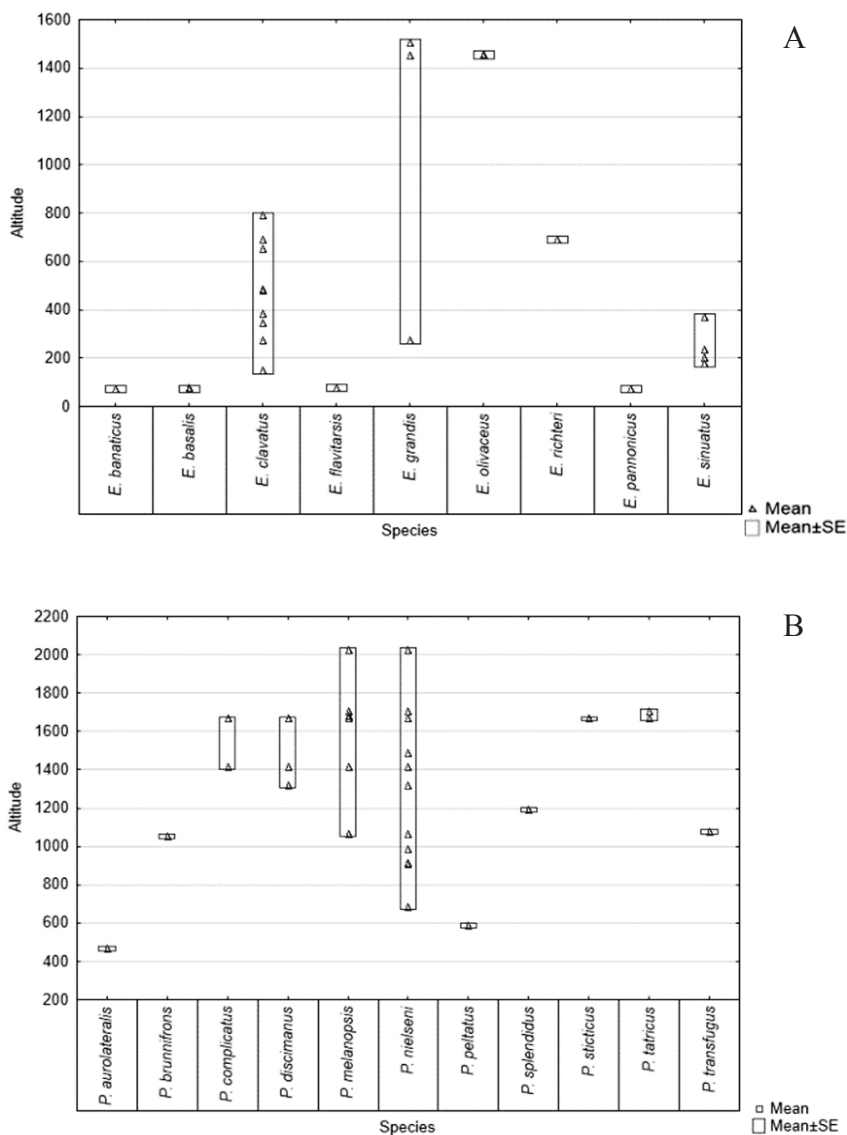 A
1600
1400
1200
1000
800
600
400
200
0
Altitude
E. banaticus
E. basalis
E. clavatus
E. flavitarsis
E. grandis
E. olivaceus
E. richteri
E. pannonicus
E. sinuatus
Species
Mean
Mean±SE
B
2200
2000
1800
1600
1400
1200
1000
800
600
400
200
Altitude
P. aurolateralis
P. brunnifrons
P. complicatus
P. discimanus
P. melanopsis
P. nielseni
P. peltatus
P. splendidus
P. sticticus
P. tatricus
P. transfugus
Species
Mean
Mean±SE